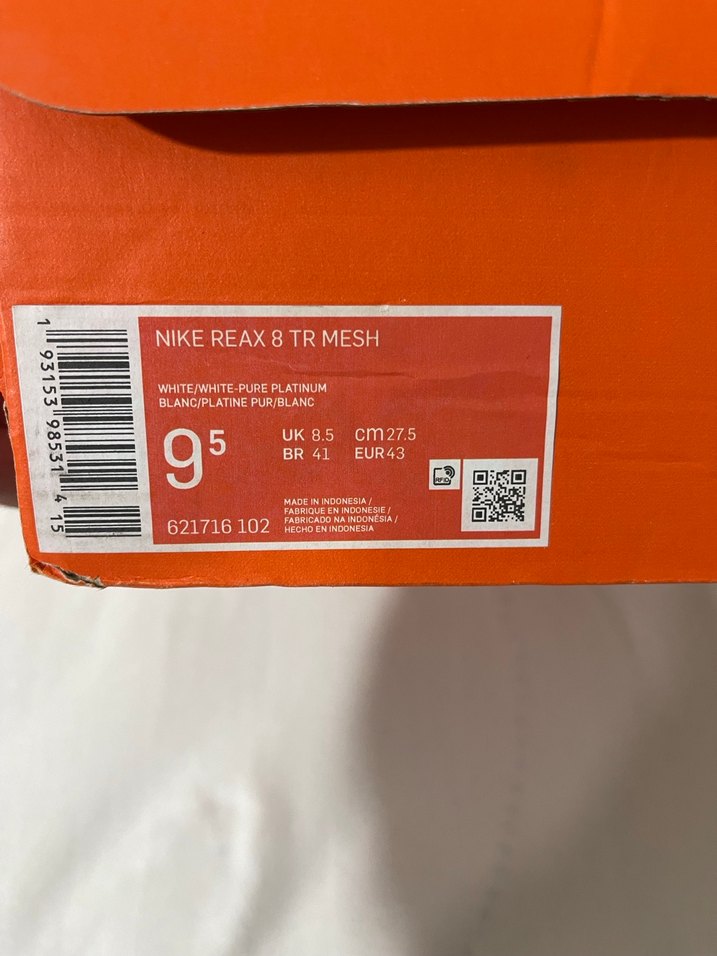 NIKE REAX 8 TR MESH
WHITE/WHITE-PURE PLATINUM
BLANC/PLATINE PUR/BLANC
9 5
UK 8.5 cm 27.5
BR 41 EUR 43
RFID
621716 102
MADE IN INDONESIA /
FABRIQUE EN INDONESIE /
FABRICADO NA INDONÉSIA /
HECHO EN INDONESIA
1 93153 98531 4 15